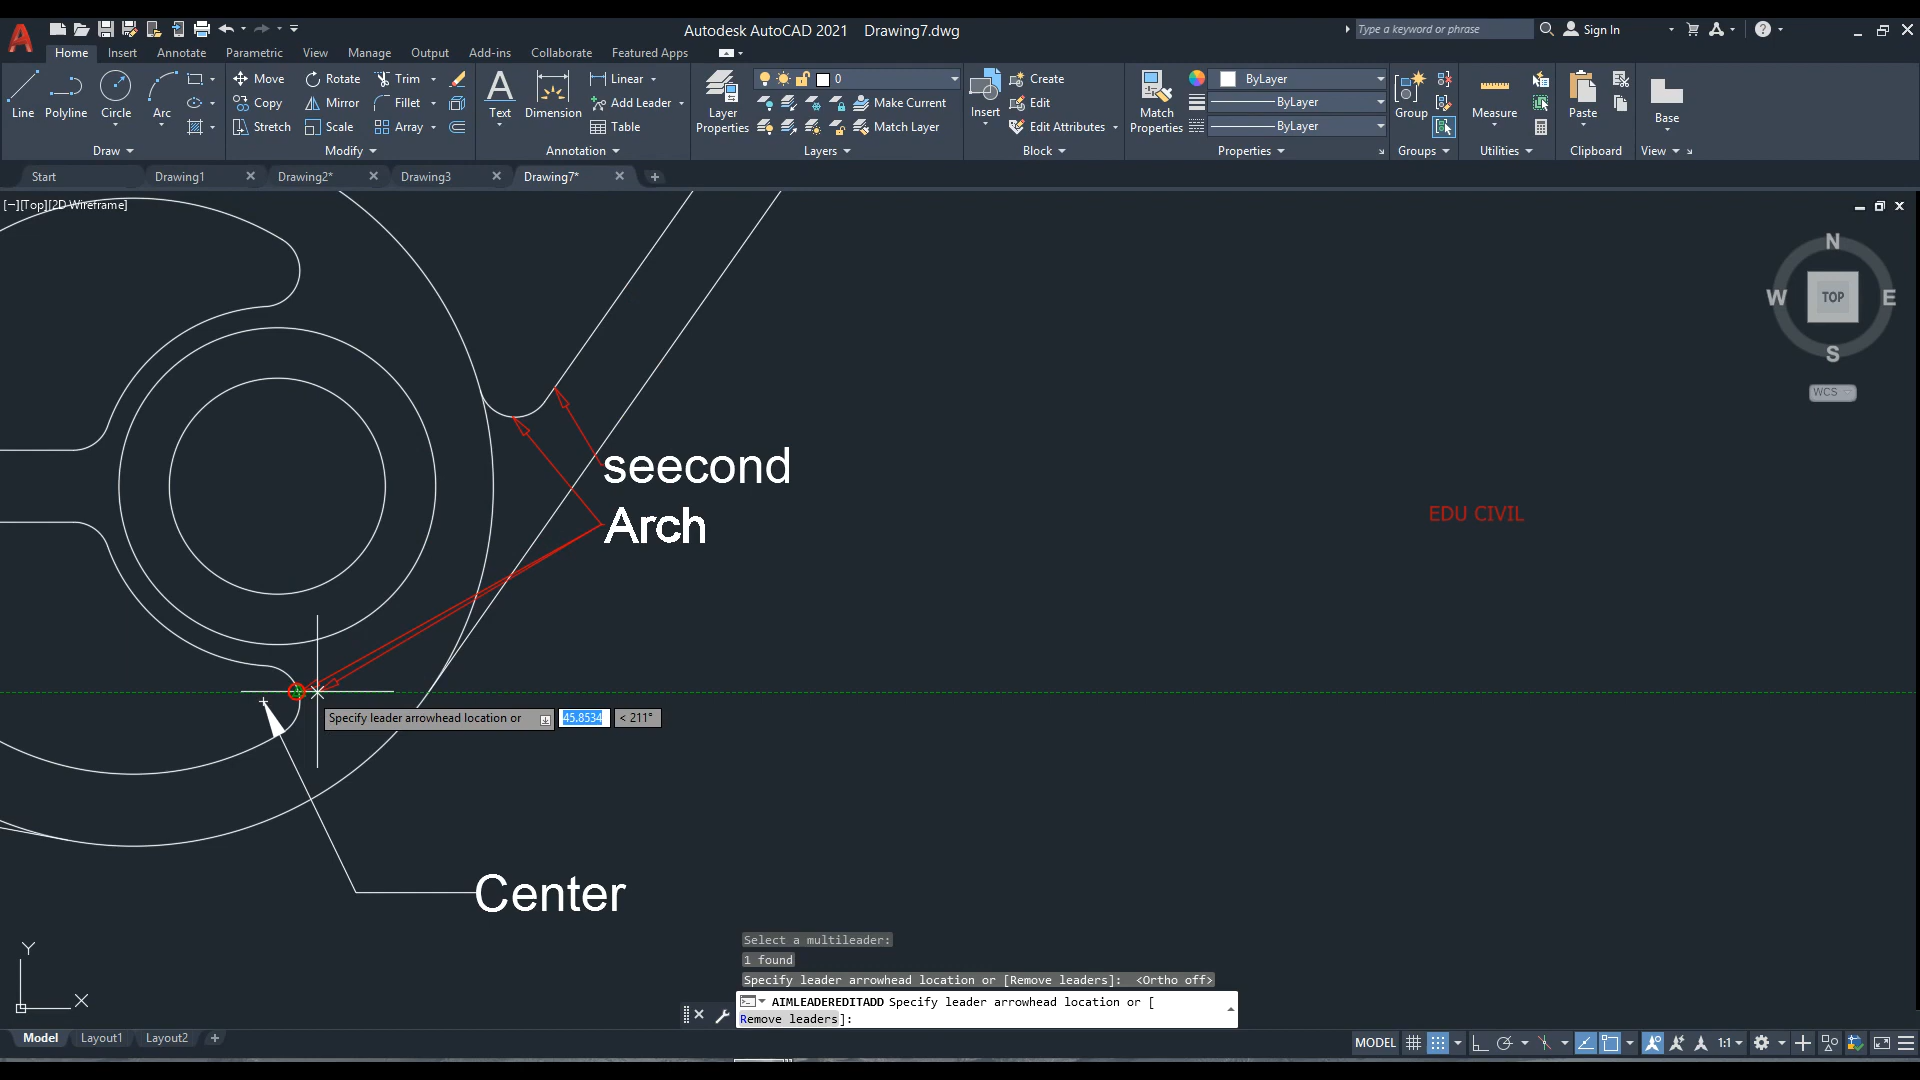 Autodesk AutoCAD 2021 Drawing7.dwg
Type a keyword or phrase
Sign In
Home Insert Annotate Parametric View Manage Output Add-ins Collaborate Featured Apps
Line Polyline Circle Arc
Move Rotate Trim
Copy Mirror Fillet
Stretch Scale Array
Text Dimension
Linear
Add Leader
Table
Layer Properties
0
Make Current
Match Layer
Insert
Create
Edit
Edit Attributes
Match Properties
ByLayer
ByLayer
ByLayer
Group
Measure
Paste
Base
Draw Modify Annotation Layers Block Properties Groups Utilities Clipboard View
Start Drawing1 Drawing2* Drawing3 Drawing7*
[−][Top][2D Wireframe]
N
W TOP E
S
WCS
seecond
Arch
EDU CIVIL
Specify leader arrowhead location or 45.8534 < 211°
Center
Y
X
Select a multileader:
1 found
Specify leader arrowhead location or [Remove leaders]: <Ortho off>
AIMLEADEREDITADD Specify leader arrowhead location or [
Remove leaders]:
Model Layout1 Layout2
MODEL 1:1